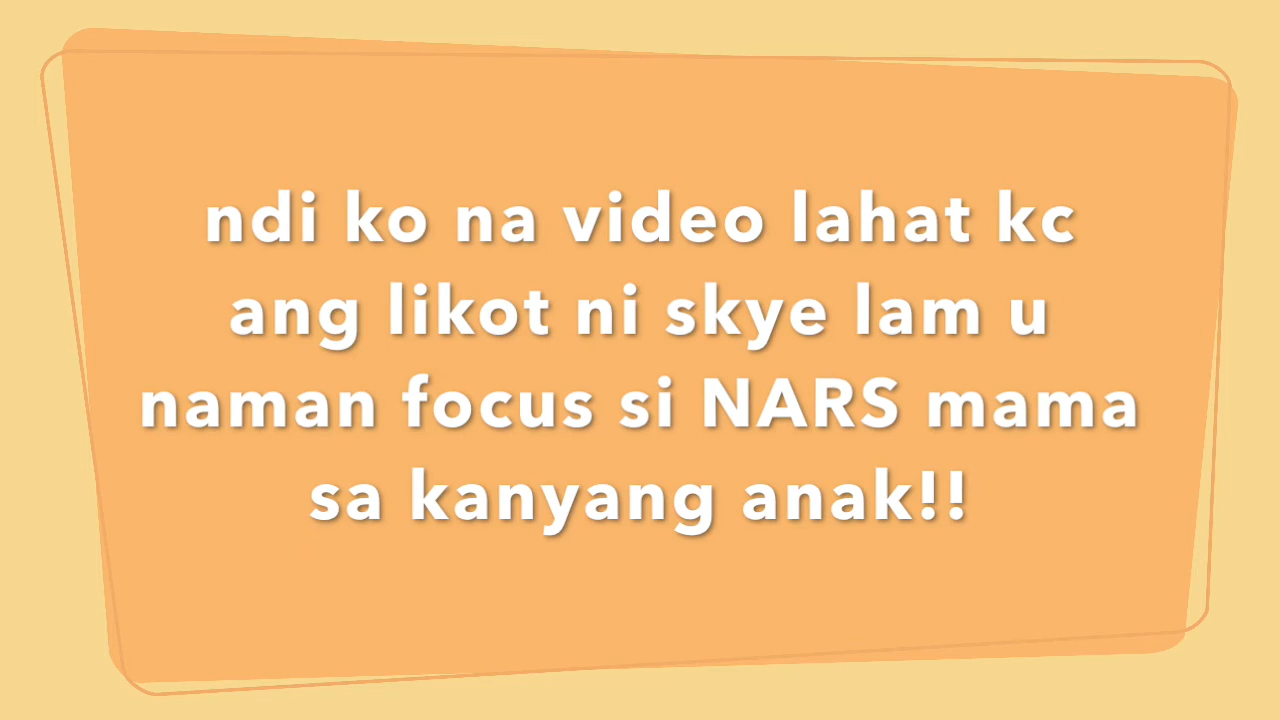 ndi ko na video lahat kc
ang likot ni skye lam u
naman focus si NARS mama
sa kanyang anak!!